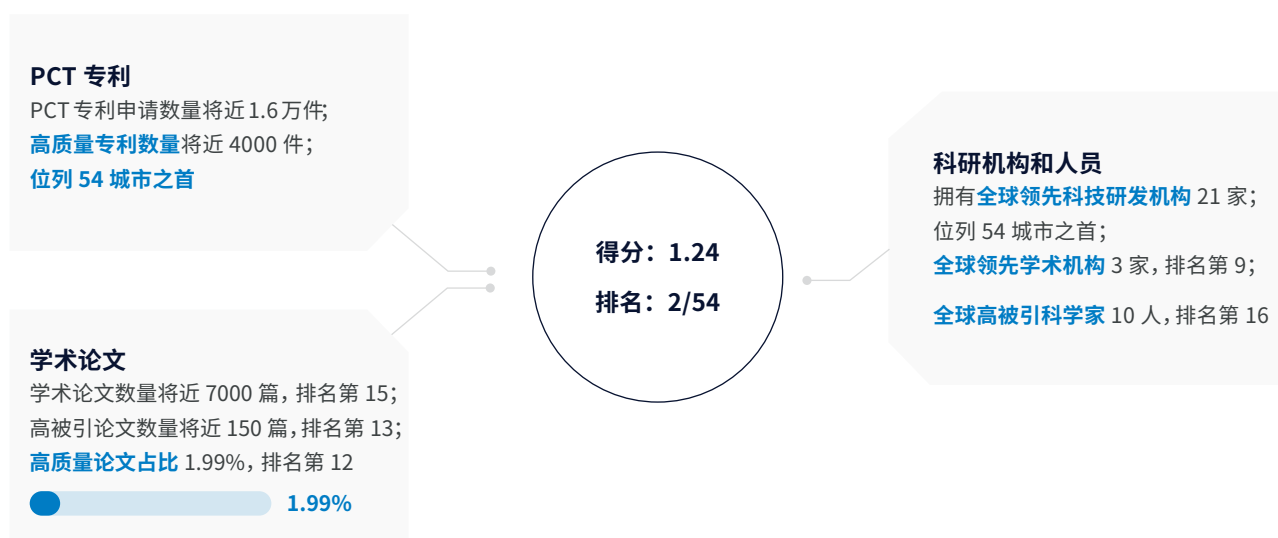 PCT 专利
PCT 专利申请数量将近 1.6 万件;
高质量专利数量将近 4000 件；
位列 54 城市之首
学术论文
学术论文数量将近 7000 篇，排名第 15；
高被引论文数量将近 150 篇，排名第 13；
高质量论文占比 1.99%，排名第 12
1.99%
得分：1.24
排名：2/54
科研机构和人员
拥有全球领先科技研发机构 21 家；
位列 54 城市之首；
全球领先学术机构 3 家，排名第 9；
全球高被引科学家 10 人，排名第 16